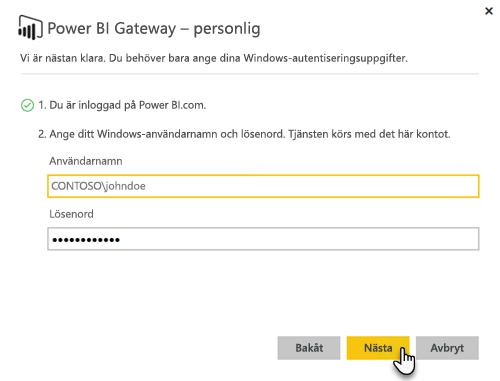 Power BI Gateway – personlig
Vi är nästan klara. Du behöver bara ange dina Windows-autentiseringsuppgifter.
1. Du är inloggad på Power BI.com.
2. Ange ditt Windows-användarnamn och lösenord. Tjänsten körs med det här kontot.
Användarnamn
CONTOSO\johndoe
Lösenord
••••••••••••
Bakåt Nästa Avbryt